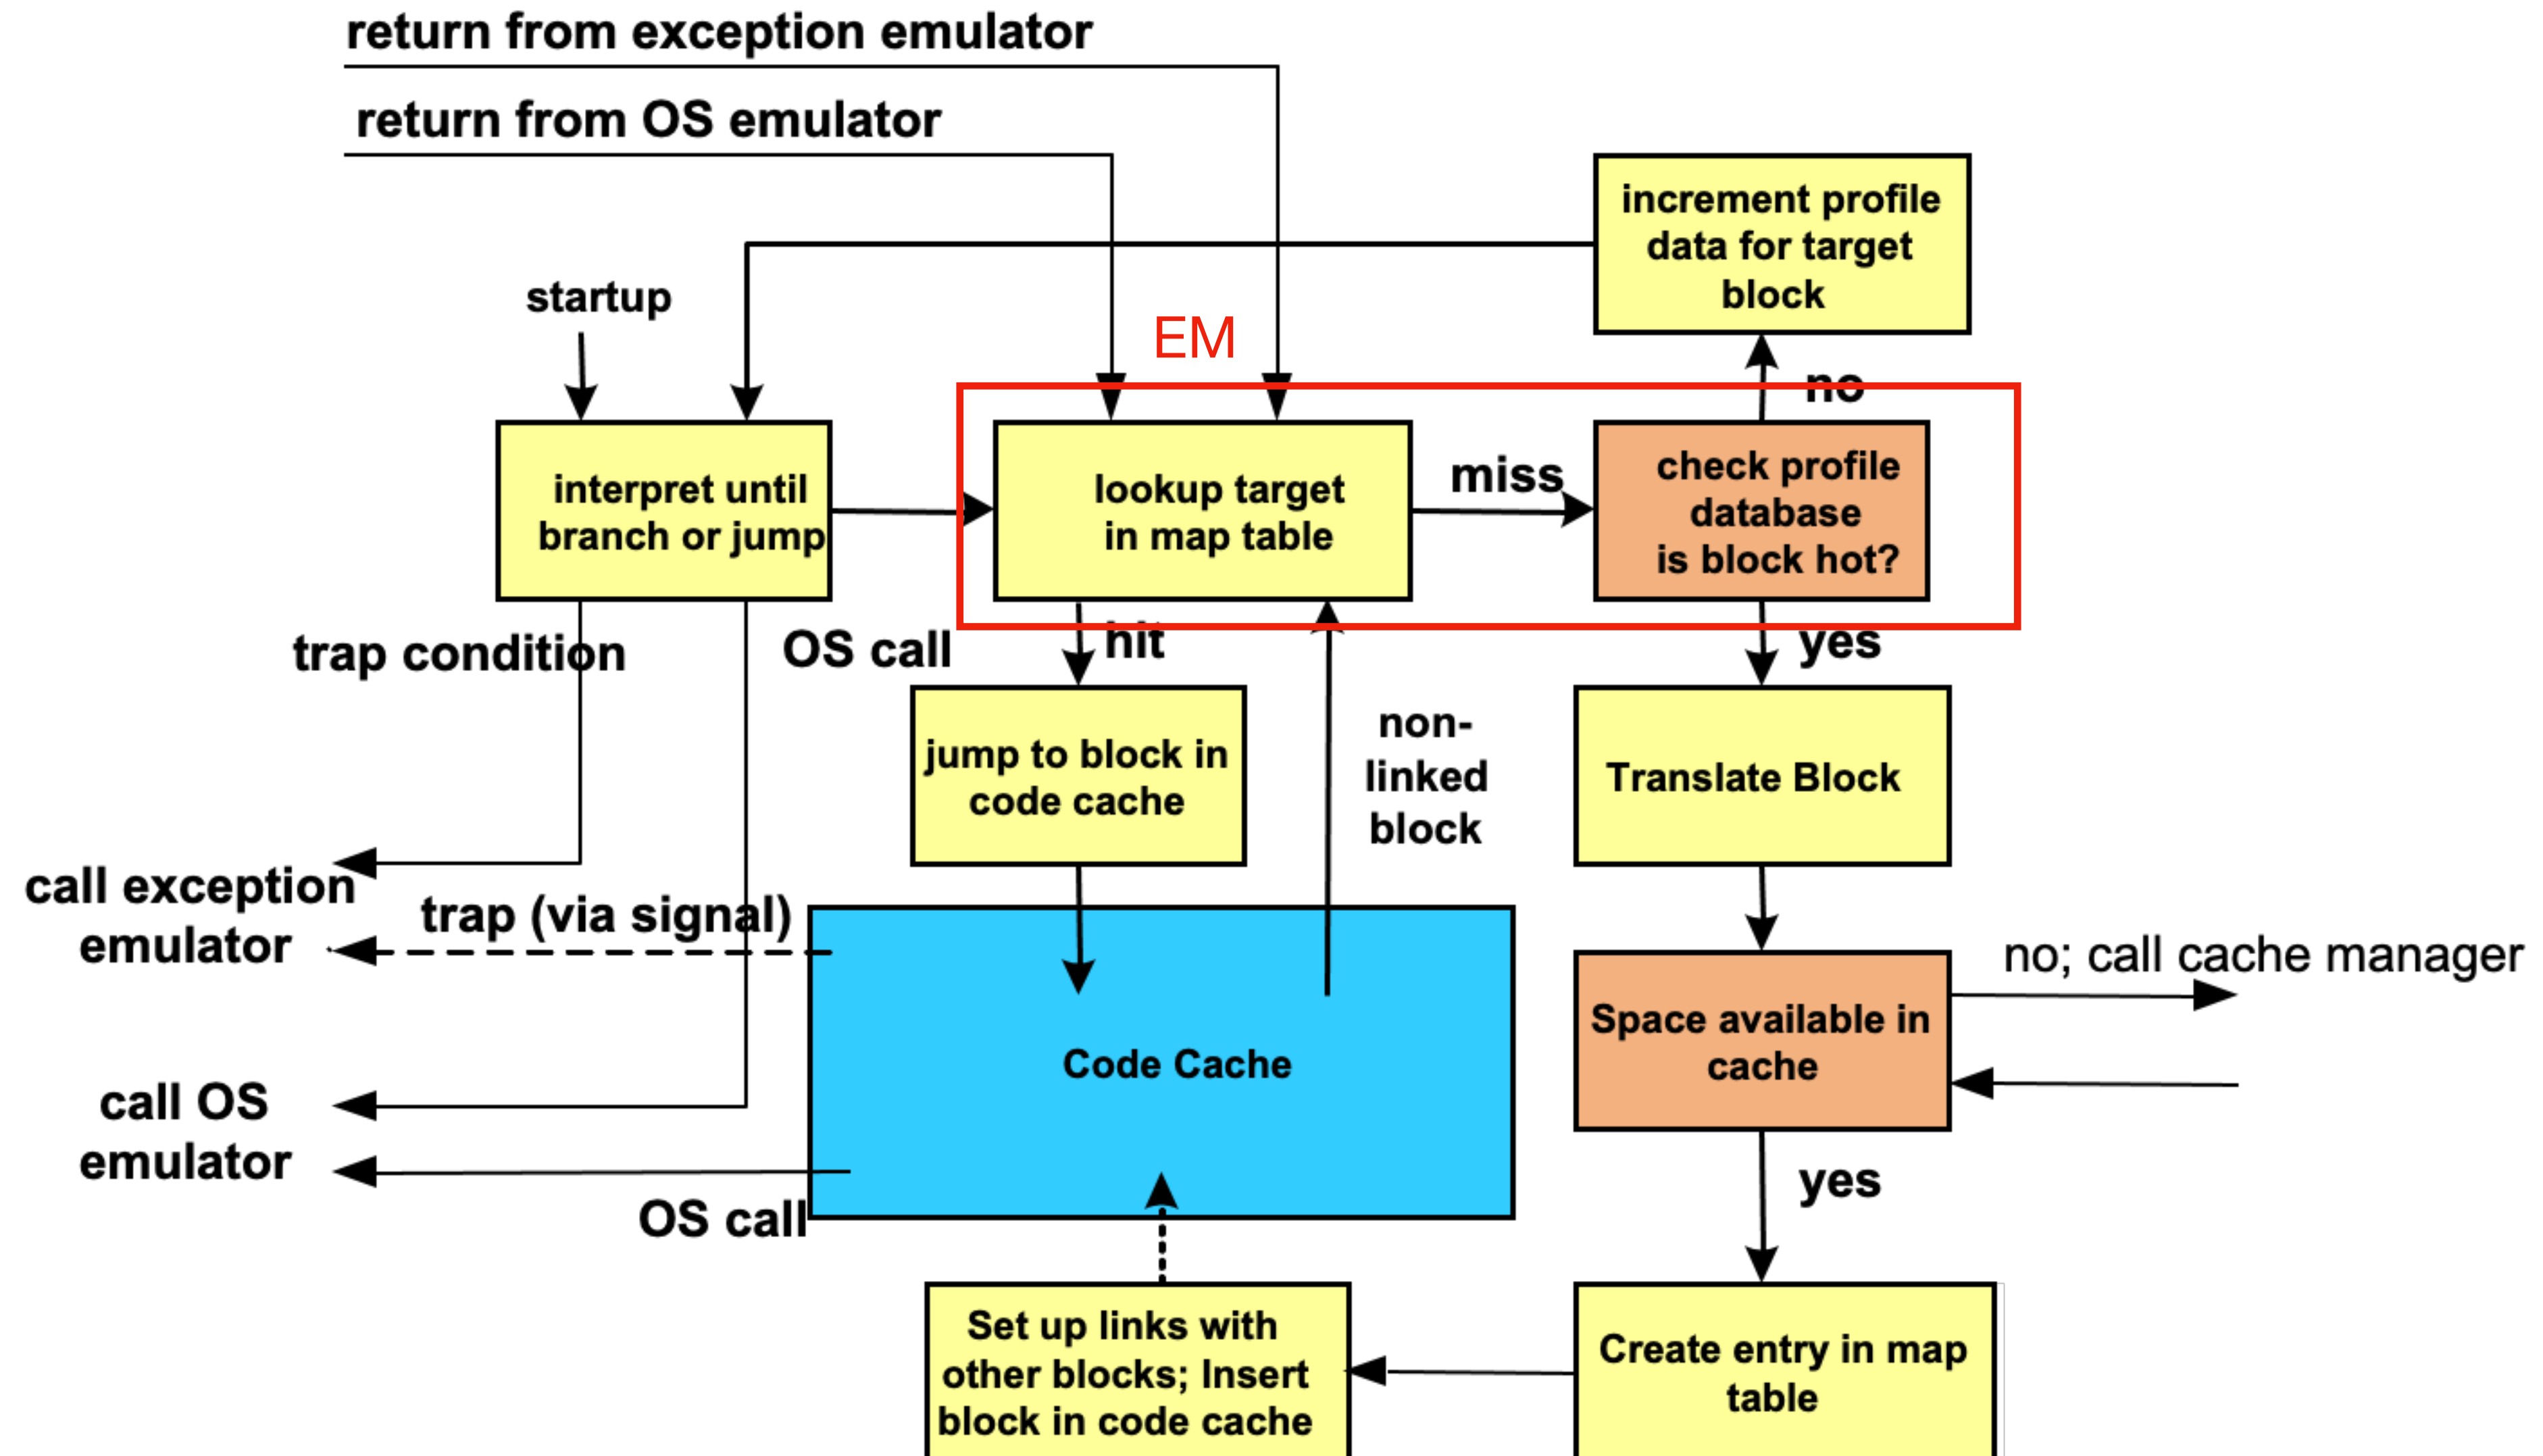 return from exception emulator
return from OS emulator
increment profile
data for target
block
startup
EM
no
interpret until
branch or jump
lookup target
in map table
miss
check profile
database
is block hot?
trap condition
OS call
hit
yes
jump to block in
code cache
non-
linked
block
Translate Block
call exception
emulator
trap (via signal)
no; call cache manager
Space available in
cache
Code Cache
call OS
emulator
yes
OS call
Set up links with
other blocks; Insert
block in code cache
Create entry in map
table